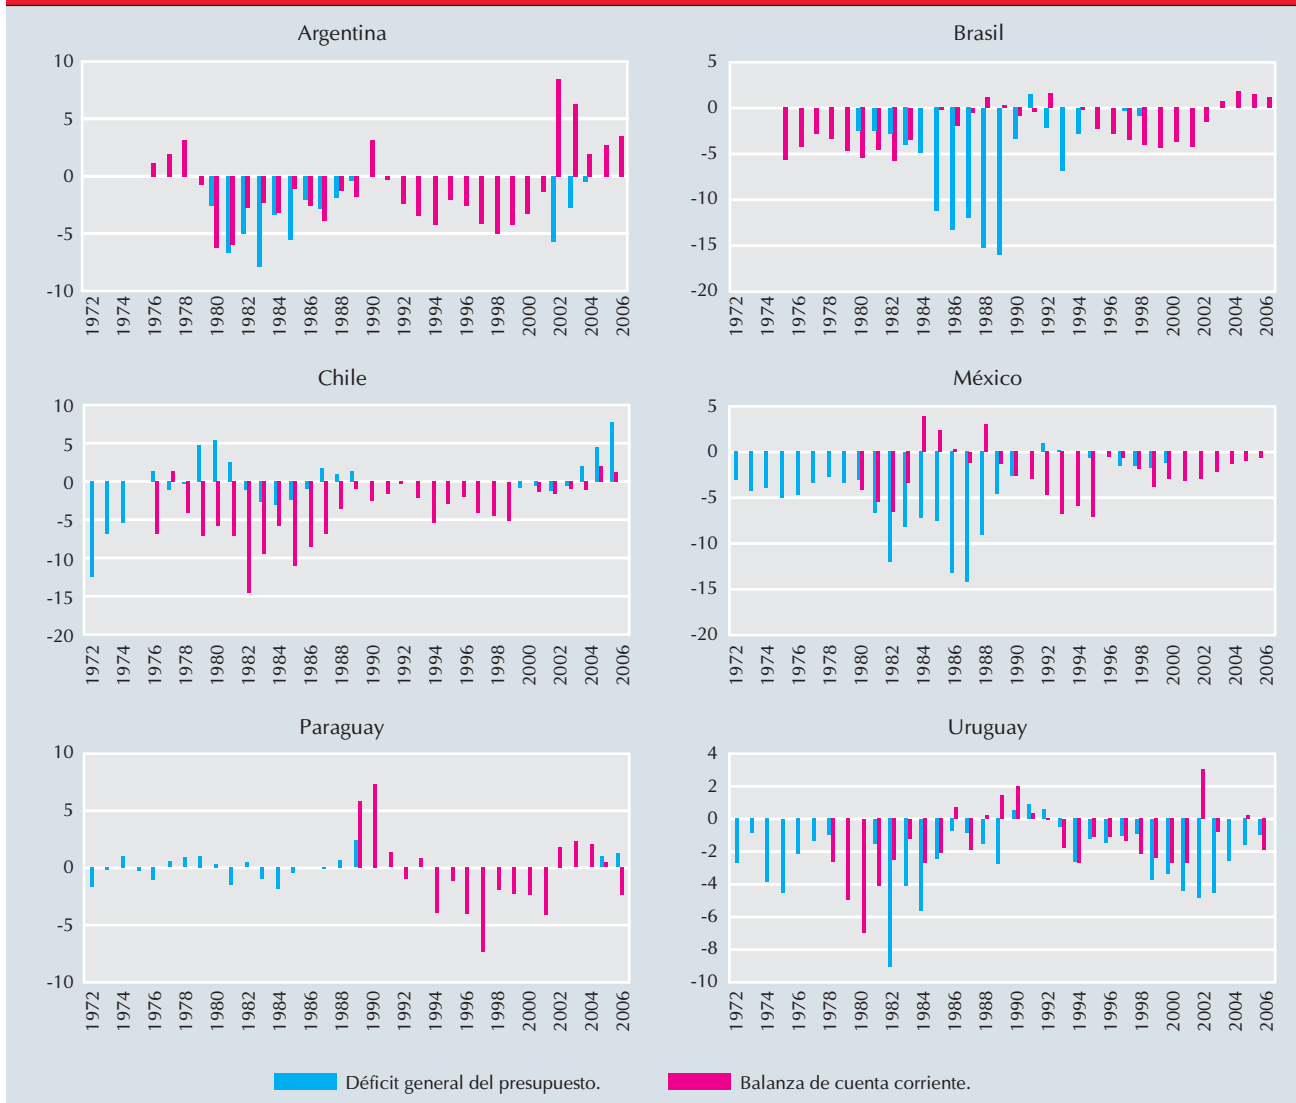 Argentina
10
5
0
-5
-10
1972 1974 1976 1978 1980 1982 1984 1986 1988 1990 1992 1994 1996 1998 2000 2002 2004 2006
Brasil
5
0
-5
-10
-15
-20
1972 1974 1976 1978 1980 1982 1984 1986 1988 1990 1992 1994 1996 1998 2000 2002 2004 2006
Chile
10
5
0
-5
-10
-15
-20
1972 1974 1976 1978 1980 1982 1984 1986 1988 1990 1992 1994 1996 1998 2000 2002 2004 2006
México
5
0
-5
-10
-15
-20
1972 1974 1976 1978 1980 1982 1984 1986 1988 1990 1992 1994 1996 1998 2000 2002 2004 2006
Paraguay
10
5
0
-5
-10
1972 1974 1976 1978 1980 1982 1984 1986 1988 1990 1992 1994 1996 1998 2000 2002 2004 2006
Uruguay
4
2
0
-2
-4
-6
-8
-10
1972 1974 1976 1978 1980 1982 1984 1986 1988 1990 1992 1994 1996 1998 2000 2002 2004 2006
Déficit general del presupuesto.
Balanza de cuenta corriente.